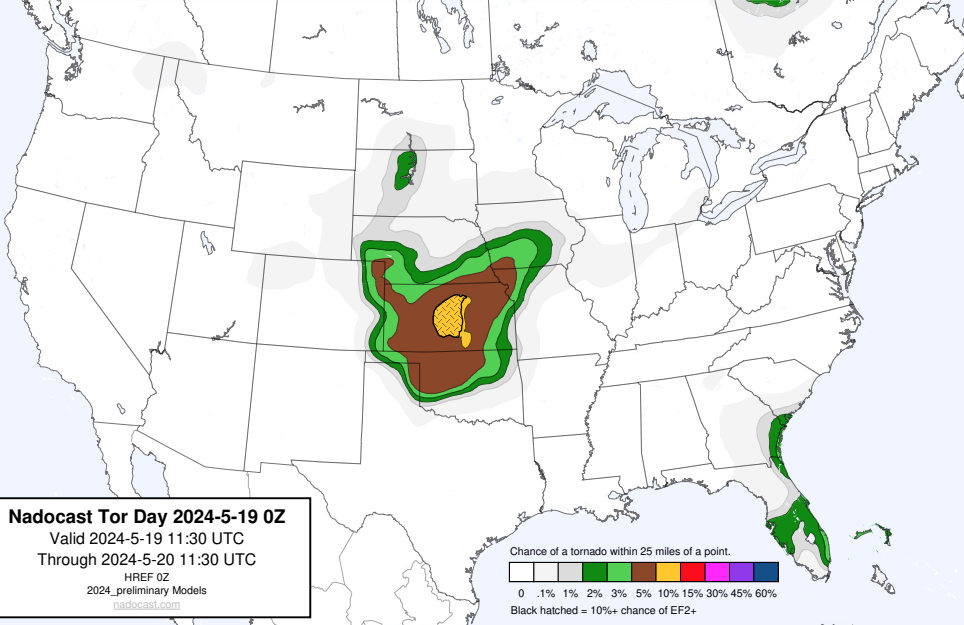 Nadocast Tor Day 2024-5-19 0Z
Valid 2024-5-19 11:30 UTC
Through 2024-5-20 11:30 UTC
HREF 0Z
2024_preliminary Models
nadocast.com
Chance of a tornado within 25 miles of a point.
0 .1% 1% 2% 3% 5% 10% 15% 30% 45% 60%
Black hatched = 10%+ chance of EF2+